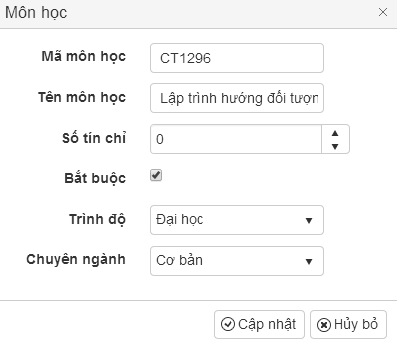 Môn học
Mã môn học CT1296
Tên môn học Lập trình hướng đối tượn
Số tín chỉ 0
Bắt buộc
Trình độ Đại học
Chuyên ngành Cơ bản
Cập nhật Hủy bỏ